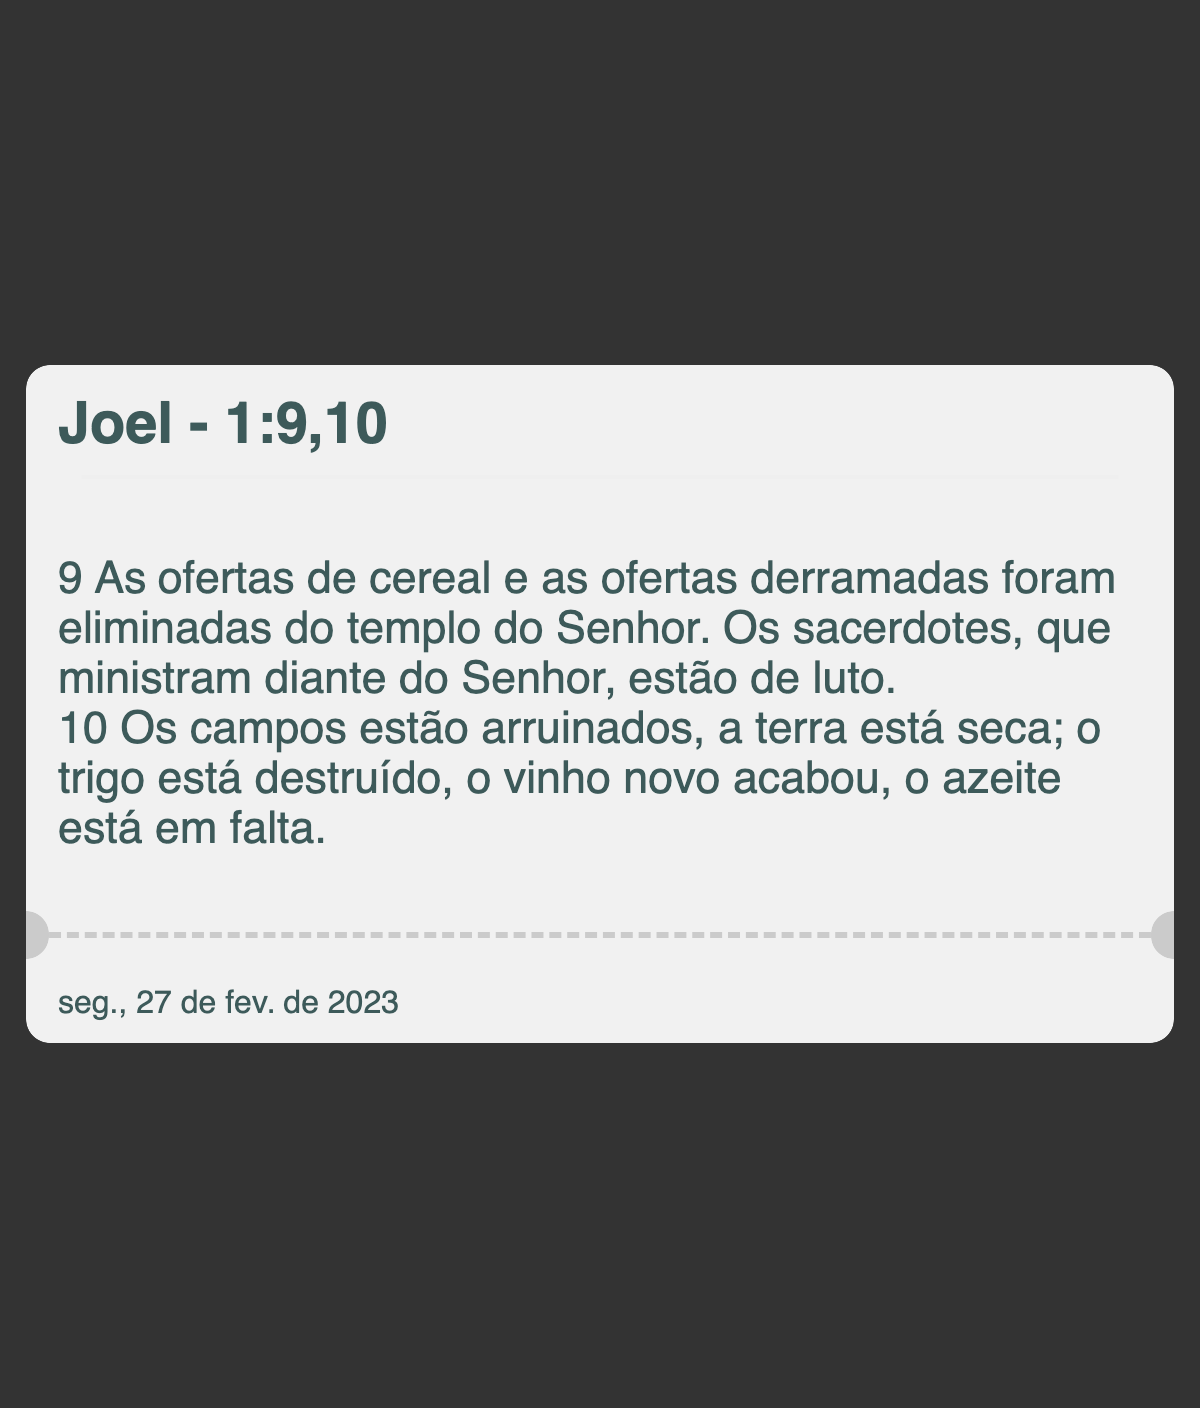 Joel - 1:9,10
9 As ofertas de cereal e as ofertas derramadas foram
eliminadas do templo do Senhor. Os sacerdotes, que
ministram diante do Senhor, estão de luto.
10 Os campos estão arruinados, a terra está seca; o
trigo está destruído, o vinho novo acabou, o azeite
está em falta.
seg., 27 de fev. de 2023